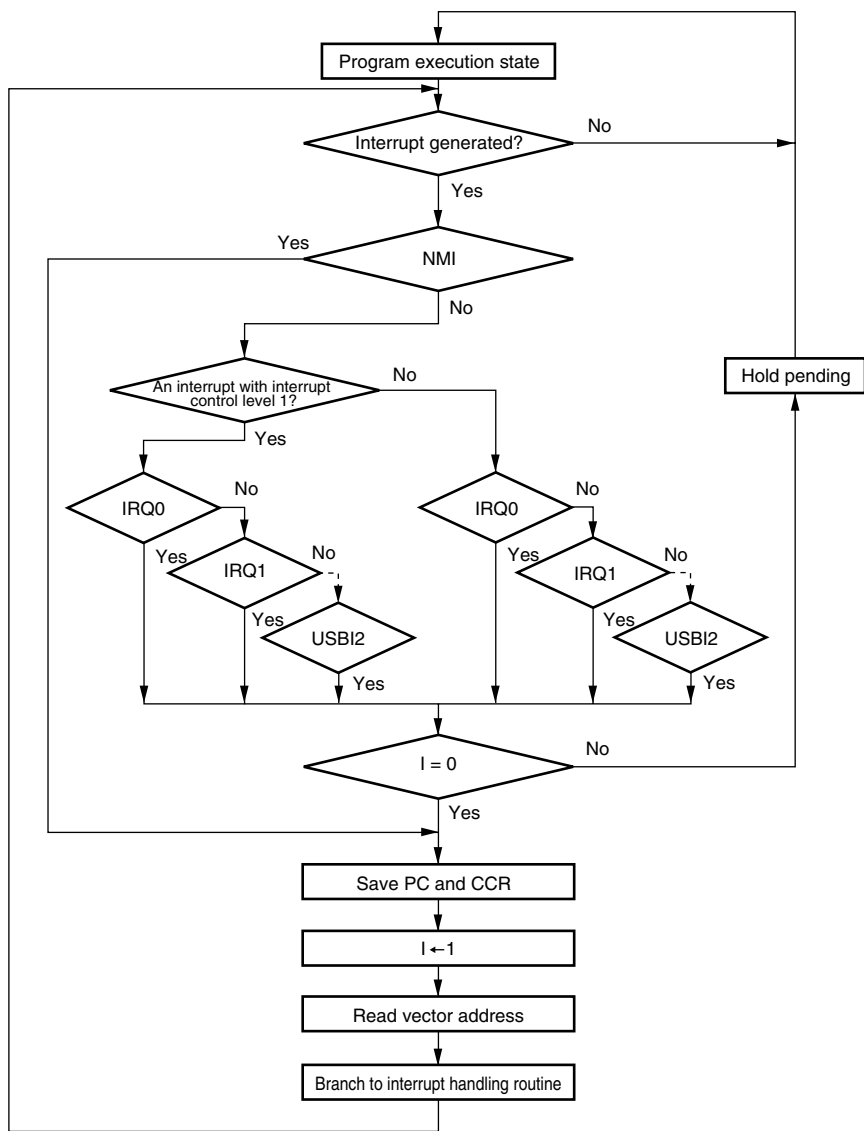 Program execution state
Interrupt generated?
No
Yes
Yes
NMI
No
An interrupt with interrupt
control level 1?
No
Hold pending
Yes
IRQ0
No
IRQ0
No
Yes
IRQ1
No
Yes
IRQ1
No
Yes
USBI2
Yes
USBI2
Yes
Yes
I = 0
No
Yes
Save PC and CCR
I ←1
Read vector address
Branch to interrupt handling routine